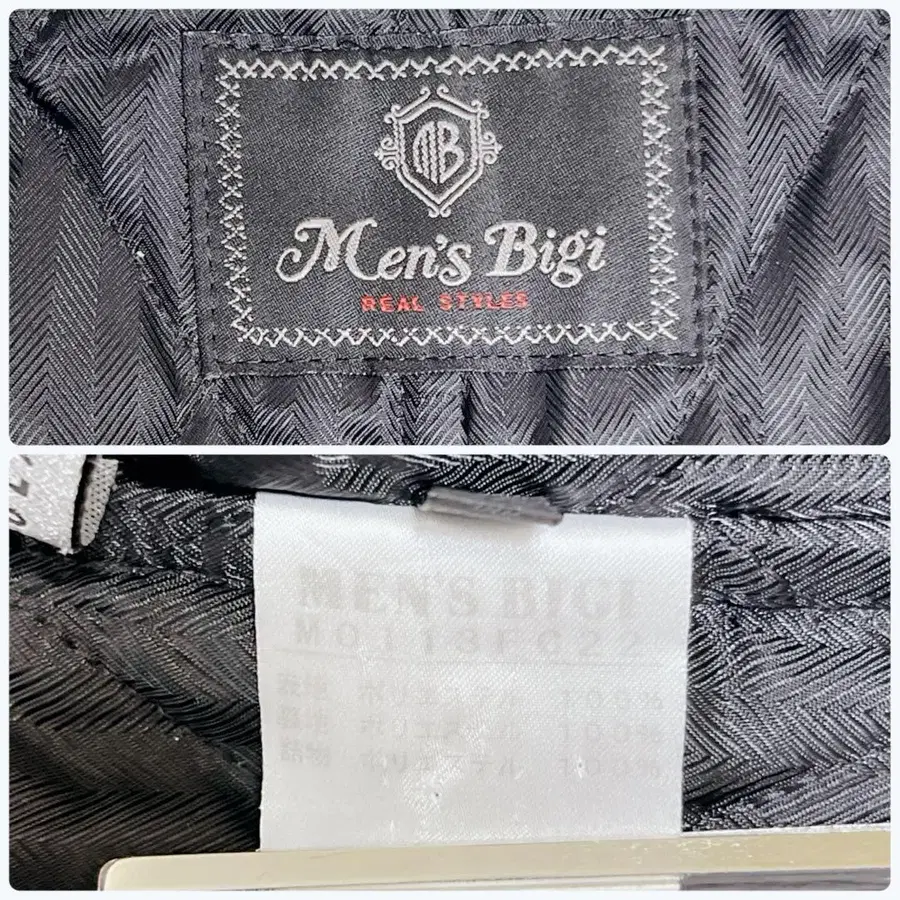 MB
Men's Bigi
REAL STYLES
MEN'S BIGI
表地 ポリエステル 100%
裏地 ポリエステル 100%
詰物 ポリエステル 100%